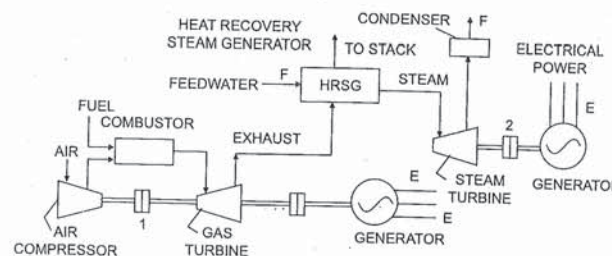 HEAT RECOVERY
STEAM GENERATOR
TO STACK
CONDENSER
F
ELECTRICAL
POWER
FEEDWATER
F
HRSG
STEAM
FUEL
COMBUSTOR
AIR
EXHAUST
2
E
STEAM
TURBINE
GENERATOR
E
E
1
AIR
COMPRESSOR
GAS
TURBINE
GENERATOR